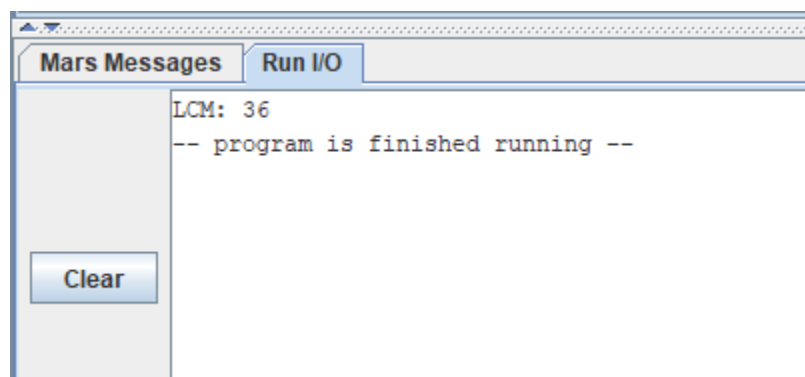 Mars Messages Run I/O
LCM: 36
-- program is finished running --
Clear